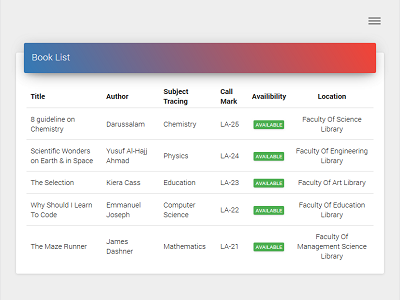 Book List
Title Author Subject Tracing Call Mark Availibility Location
8 guideline on Chemistry Darussalam Chemistry LA-25 AVAILABLE Faculty Of Science Library
Scientific Wonders on Earth & in Space Yusuf Al-Hajj Ahmad Physics LA-24 AVAILABLE Faculty Of Engineering Library
The Selection Kiera Cass Education LA-23 AVAILABLE Faculty Of Art Library
Why Should I Learn To Code Emmanuel Joseph Computer Science LA-22 AVAILABLE Faculty Of Education Library
The Maze Runner James Dashner Mathematics LA-21 AVAILABLE Faculty Of Management Science Library